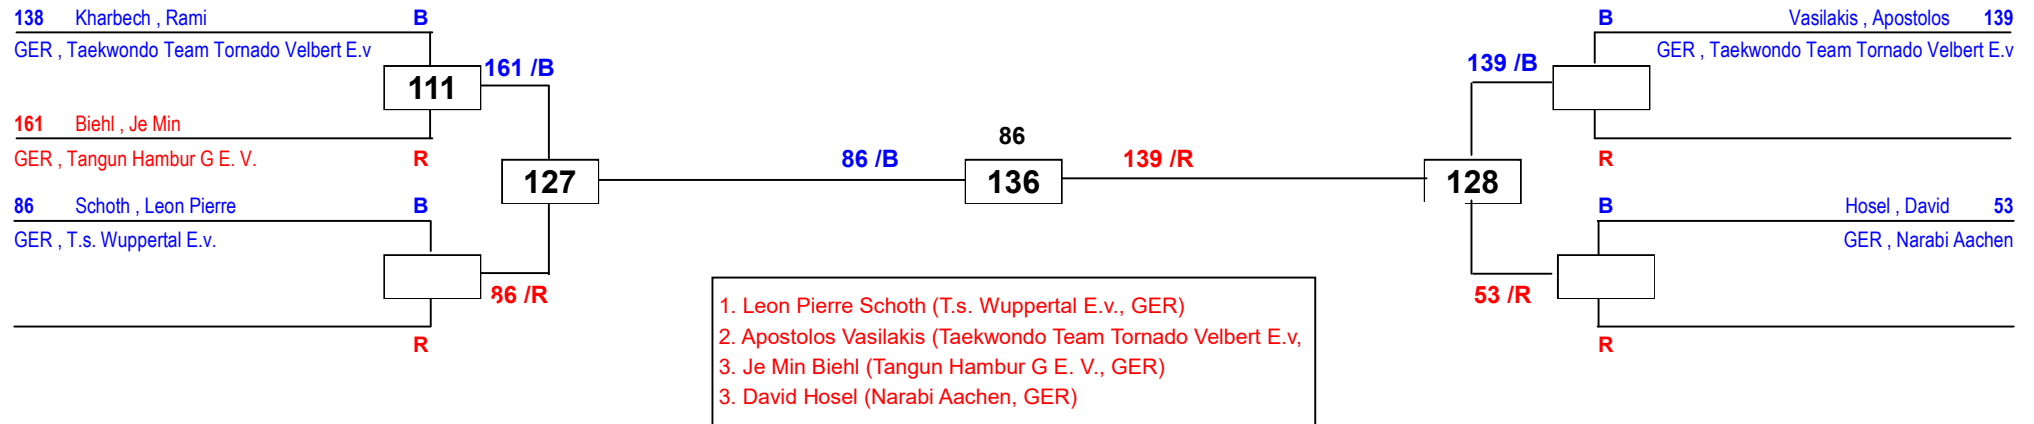 138 Kharbech , Rami B
GER , Taekwondo Team Tornado Velbert E.v
111
161 /B
161 Biehl , Je Min
GER , Tangun Hambur G E. V. R
127
86 Schoth , Leon Pierre B
GER , T.s. Wuppertal E.v.
86 /R
R
86 /B
86
136
139 /R
B Vasilakis , Apostolos 139
GER , Taekwondo Team Tornado Velbert E.v
139 /B
R
128
B Hosel , David 53
GER , Narabi Aachen
53 /R
R
1. Leon Pierre Schoth (T.s. Wuppertal E.v., GER)
2. Apostolos Vasilakis (Taekwondo Team Tornado Velbert E.v,
3. Je Min Biehl (Tangun Hambur G E. V., GER)
3. David Hosel (Narabi Aachen, GER)